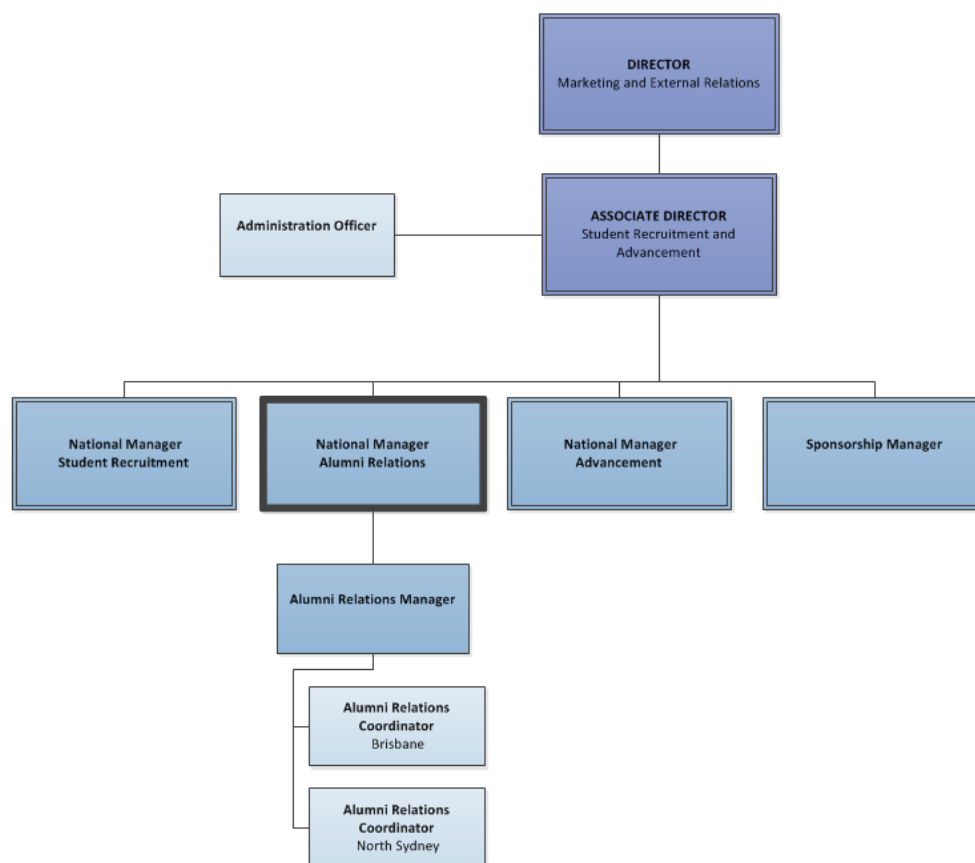 DIRECTOR
Marketing and External Relations
Administration Officer
ASSOCIATE DIRECTOR
Student Recruitment and
Advancement
National Manager
Student Recruitment
National Manager
Alumni Relations
National Manager
Advancement
Sponsorship Manager
Alumni Relations Manager
Alumni Relations
Coordinator
Brisbane
Alumni Relations
Coordinator
North Sydney